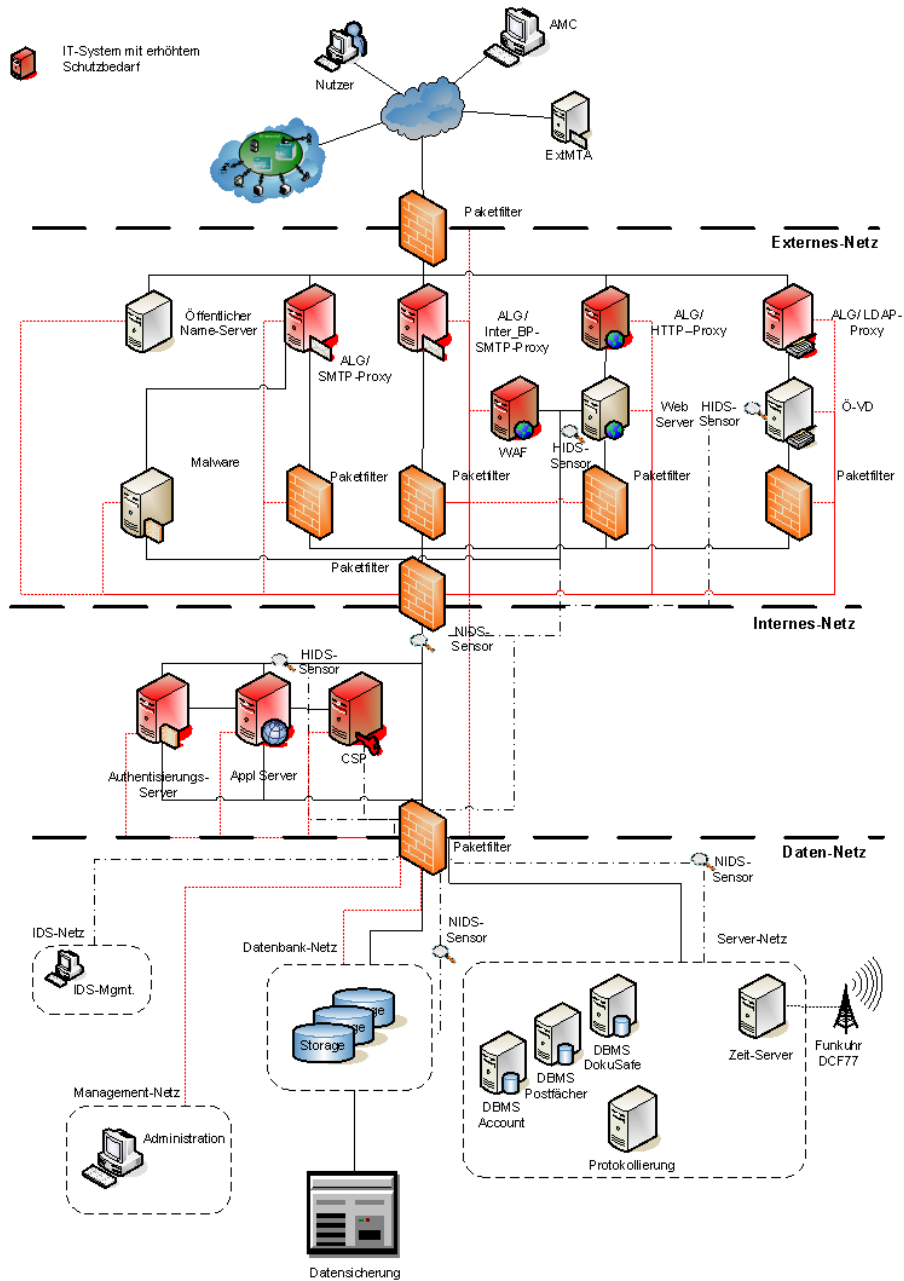 IT-System mit erhöhtem
Schutzbedarf
AMC
Nutzer
ExtMTA
Paketfilter
Externes-Netz
Öffentlicher
Name-Server
ALG/
SMTP-Proxy
ALG/
Inter_BP-
SMTP-Proxy
ALG/
HTTP–Proxy
ALG/ LDAP-
Proxy
WAF
HIDS-
Sensor
Web
Server
HIDS-
Sensor
Ö-VD
Malware
Paketfilter
Paketfilter
Paketfilter
Paketfilter
Paketfilter
Internes-Netz
NIDS-
Sensor
HIDS-
Sensor
Authentisierungs-
Server
Appl Server
CSP
Paketfilter
Daten-Netz
NIDS-
Sensor
IDS-Netz
IDS-Mgmt.
Datenbank-Netz
NIDS-
Sensor
Server-Netz
Storage
DBMS
Account
DBMS
Postfächer
DBMS
DokuSafe
Zeit-Server
Funkuhr
DCF77
Protokollierung
Management-Netz
Administration
Datensicherung